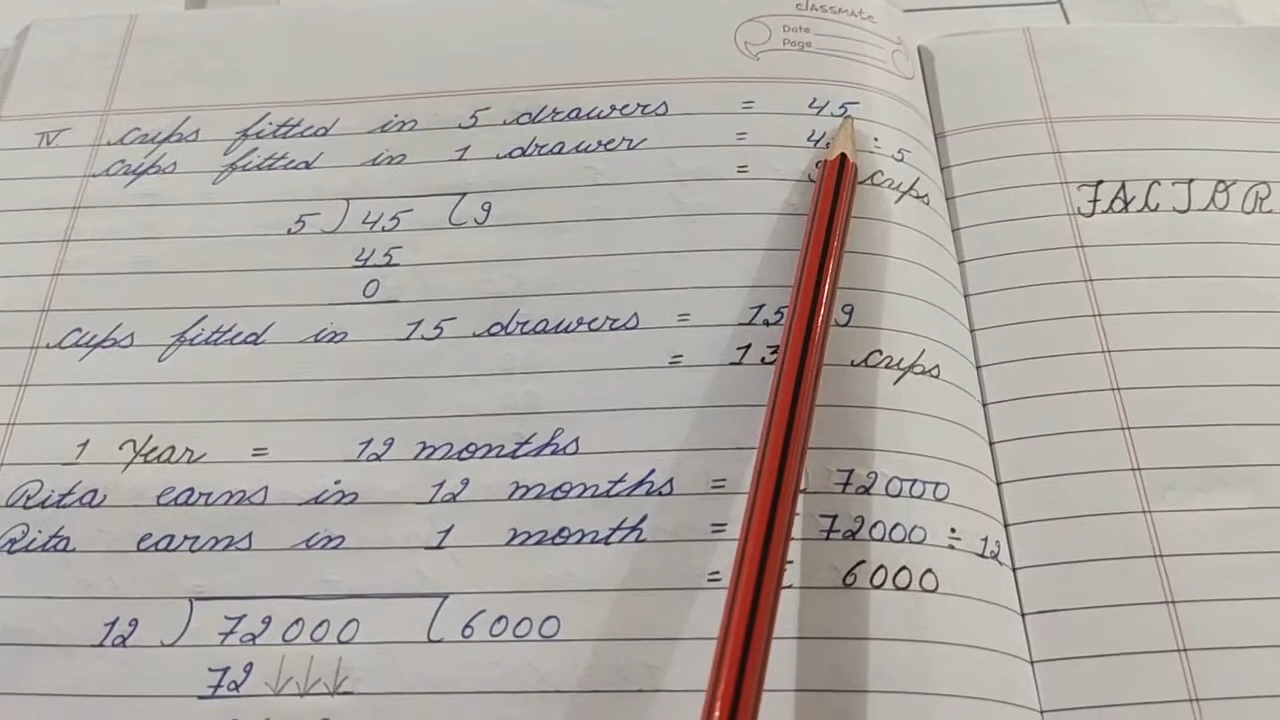 classmate
Date
Page
IV. cups fitted in 5 drawers = 45
cups fitted in 1 drawer = 4 ÷ 5
= 9 cups
5 ) 45 ( 9
45
0
cups fitted in 15 drawers = 15 9
= 13 cups
1 Year = 12 months
Rita earns in 12 months = 72000
Rita earns in 1 month = 72000 ÷ 12
= 6000
12 ) 72000 ( 6000
72 ↓↓↓
FACTOR